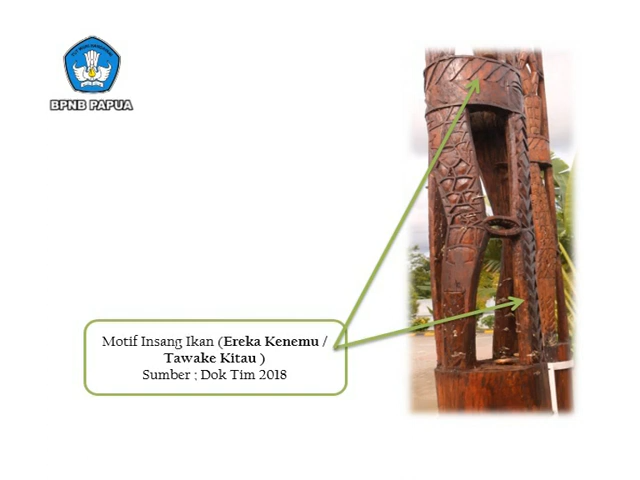 BPNB PAPUA
Motif Insang Ikan (Ereka Kenemu /
Tawake Kitau )
Sumber ; Dok Tim 2018